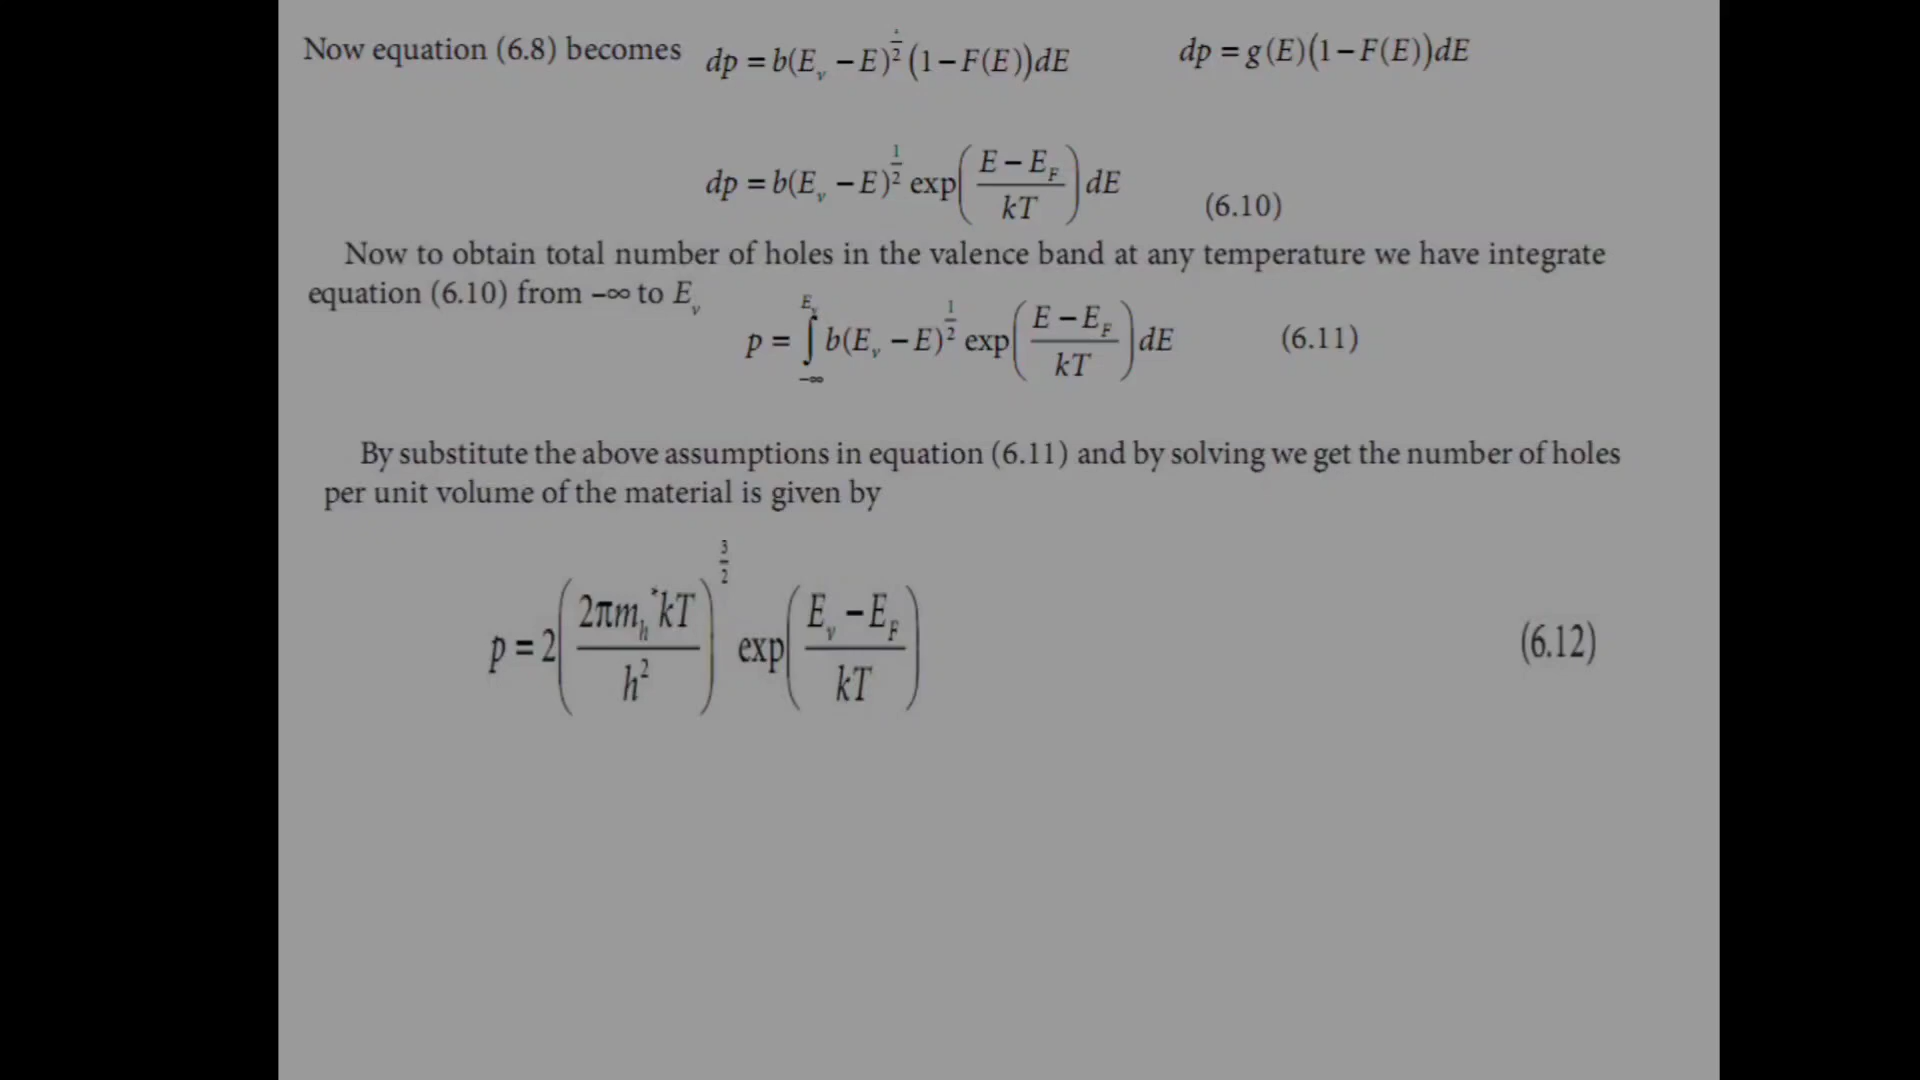 Now equation (6.8) becomes dp = b(E_v − E)^{1/2} (1 − F(E))dE dp = g(E)(1 − F(E))dE
dp = b(E_v − E)^{1/2} exp((E − E_F)/kT) dE (6.10)
Now to obtain total number of holes in the valence band at any temperature we have integrate
equation (6.10) from −∞ to E_v
p = ∫_{−∞}^{E_v} b(E_v − E)^{1/2} exp((E − E_F)/kT) dE (6.11)
By substitute the above assumptions in equation (6.11) and by solving we get the number of holes
per unit volume of the material is given by
p = 2(2πm_h^* kT/h^2)^{3/2} exp((E_v − E_F)/kT) (6.12)